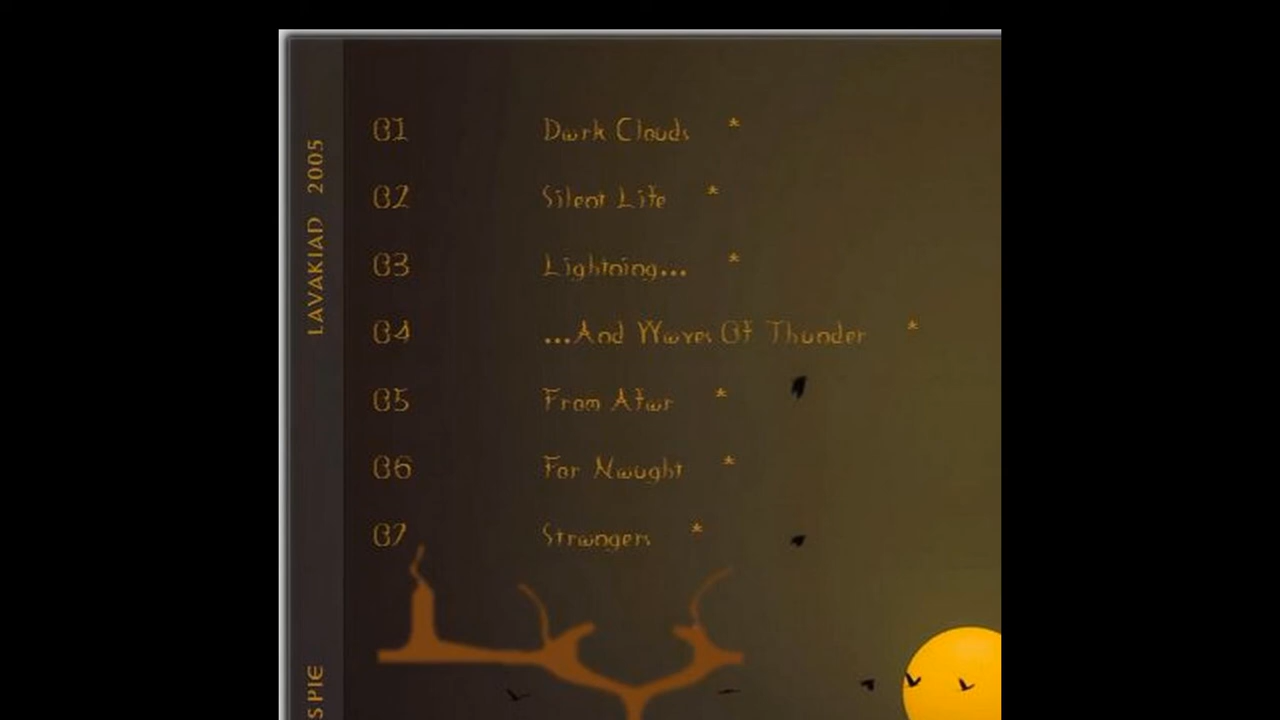 01 Dark Clouds *
02 Silent Life *
03 Lightning... *
04 ...And Waves Of Thunder *
05 From Afar *
06 For Naught *
07 Strangers *
LAVAKIAD 2005
S PIE